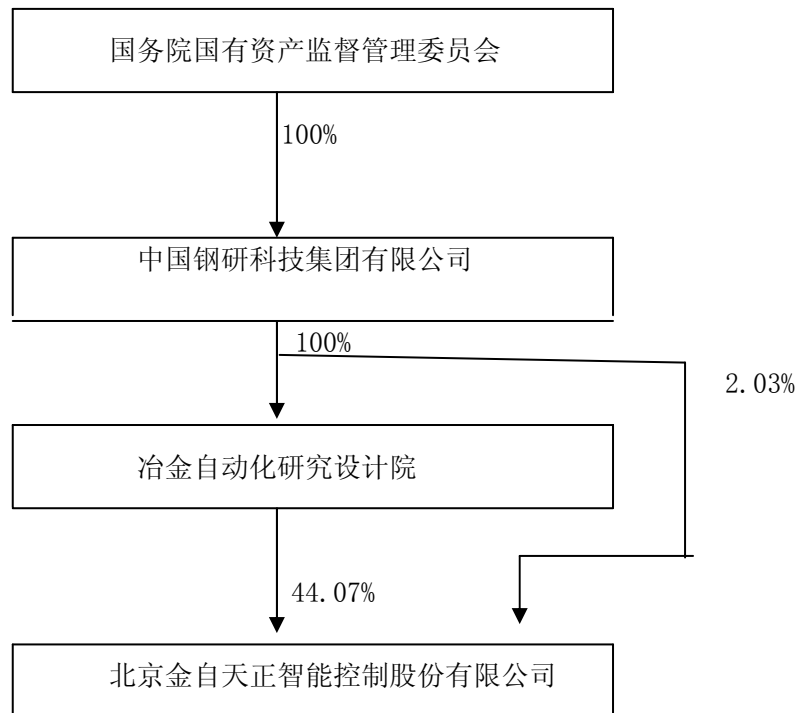 国务院国有资产监督管理委员会
100%
中国钢研科技集团有限公司
100%
2.03%
冶金自动化研究设计院
44.07%
北京金自天正智能控制股份有限公司